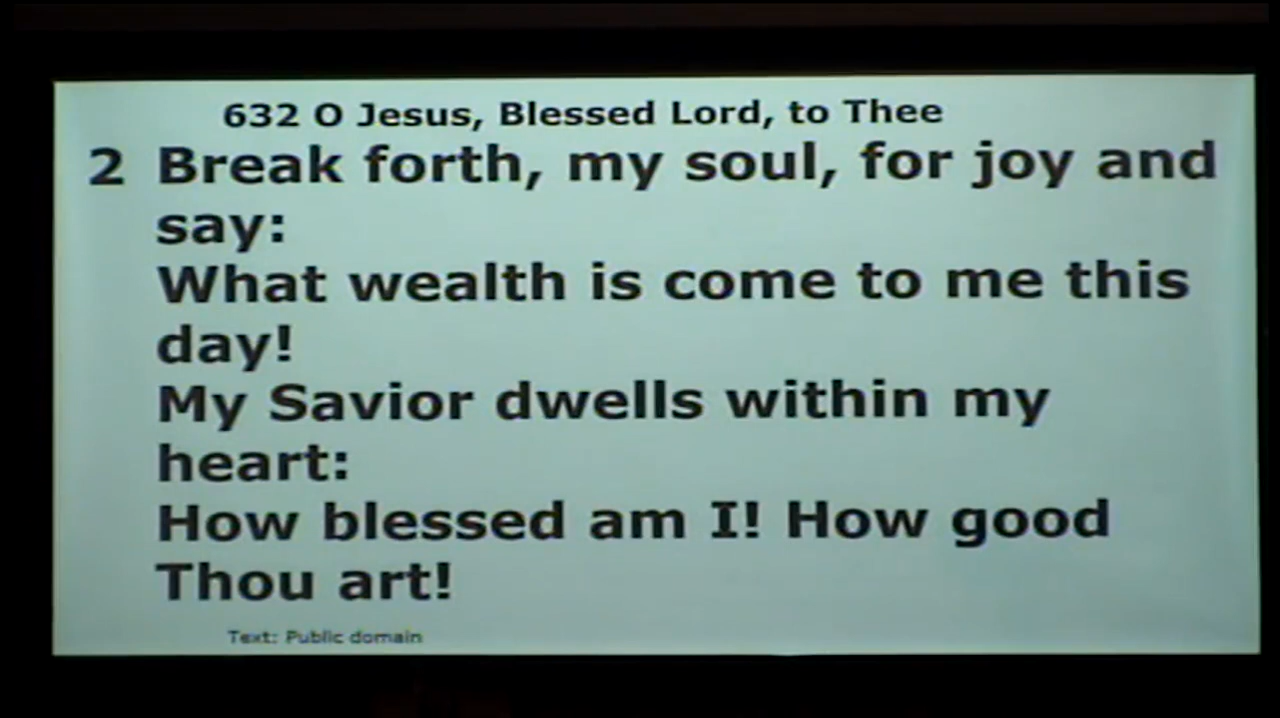 632 O Jesus, Blessed Lord, to Thee
2 Break forth, my soul, for joy and
say:
What wealth is come to me this
day!
My Savior dwells within my
heart:
How blessed am I! How good
Thou art!
Text: Public domain